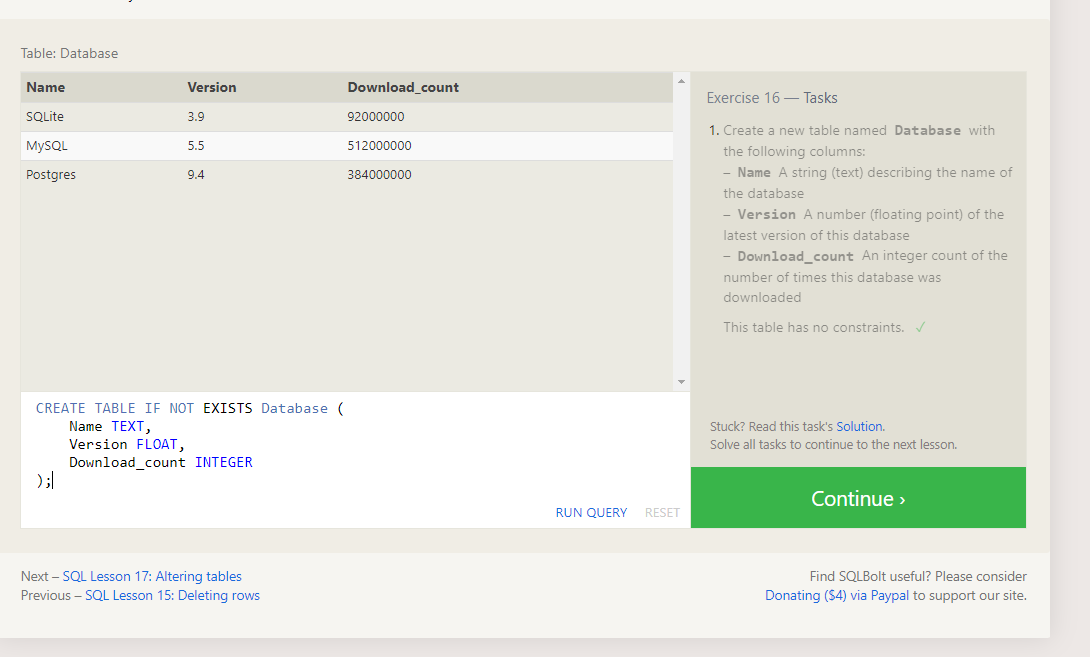 Table: Database
Name Version Download_count
SQLite 3.9 92000000
MySQL 5.5 512000000
Postgres 9.4 384000000
CREATE TABLE IF NOT EXISTS Database (
Name TEXT,
Version FLOAT,
Download_count INTEGER
);
RUN QUERY RESET
Exercise 16 — Tasks
1. Create a new table named Database with
the following columns:
– Name A string (text) describing the name of
the database
– Version A number (floating point) of the
latest version of this database
– Download_count An integer count of the
number of times this database was
downloaded
This table has no constraints. ✓
Stuck? Read this task's Solution.
Solve all tasks to continue to the next lesson.
Continue ›
Next – SQL Lesson 17: Altering tables
Previous – SQL Lesson 15: Deleting rows
Find SQLBolt useful? Please consider
Donating ($4) via Paypal to support our site.